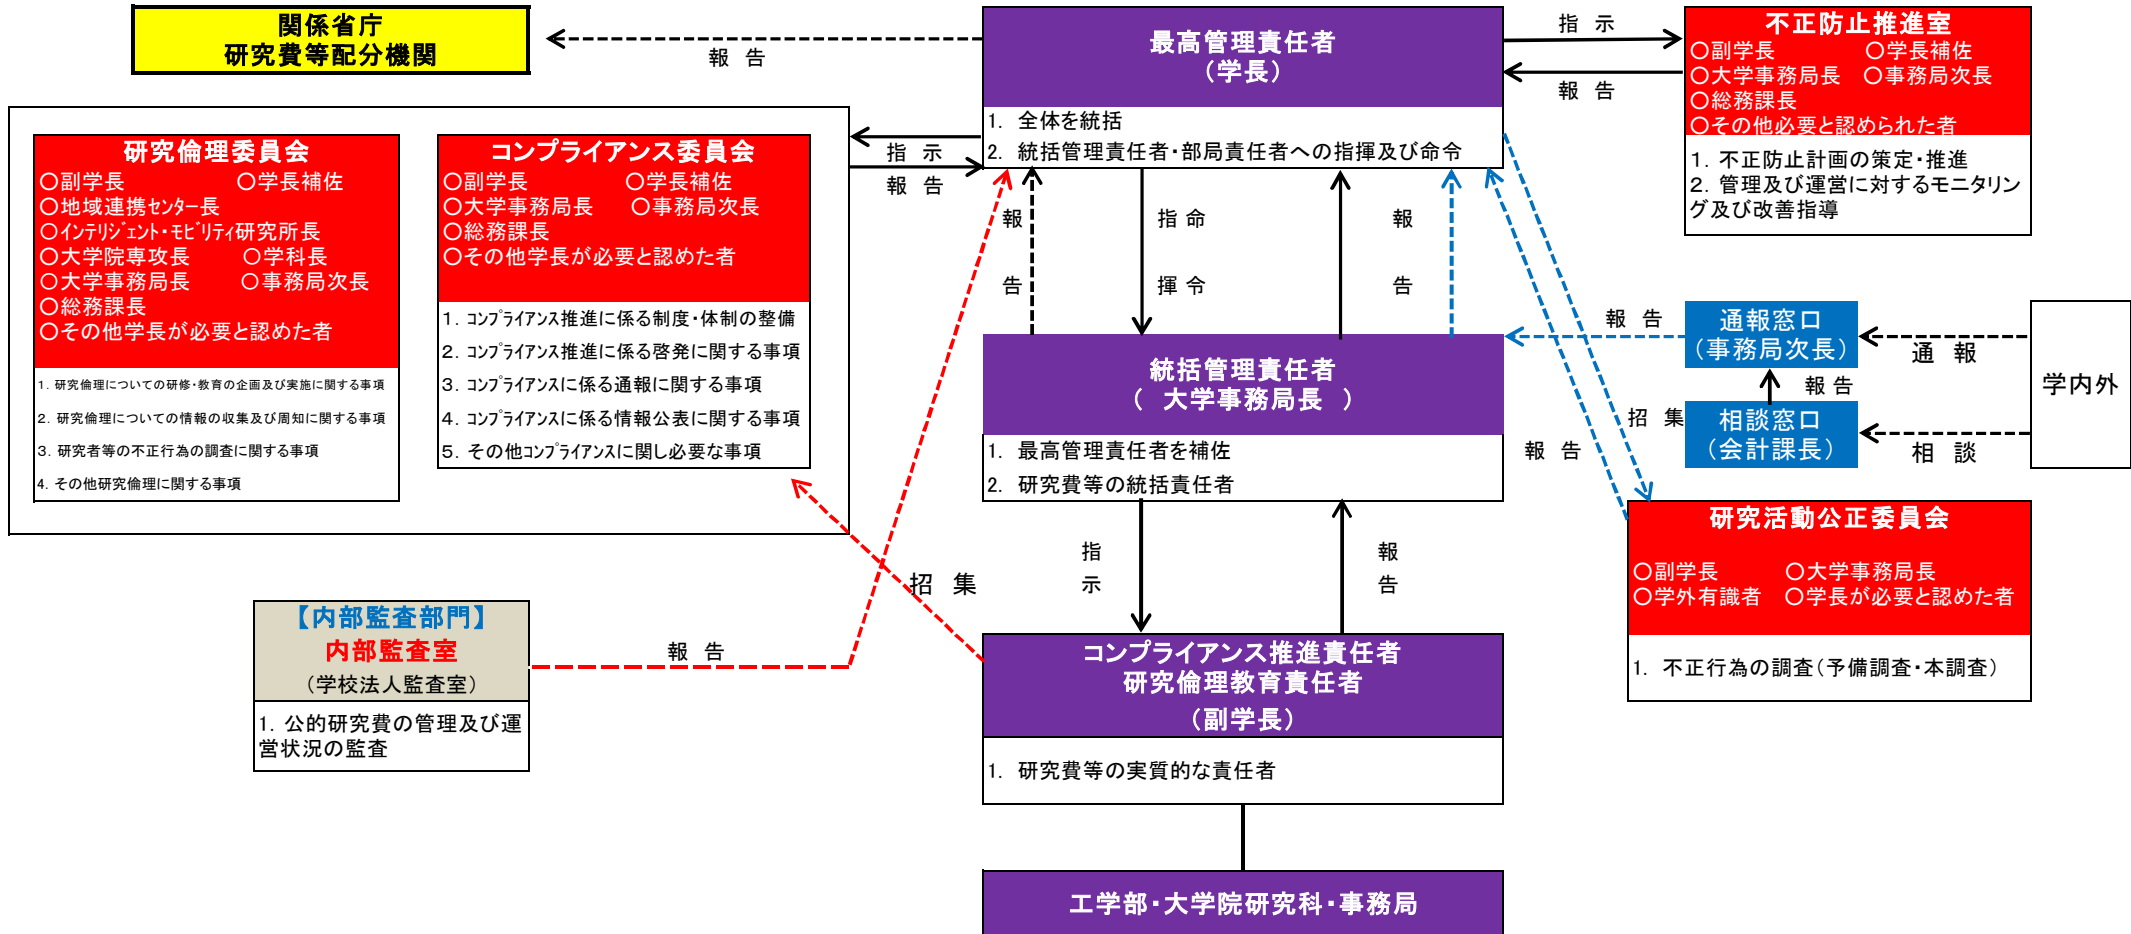 関係省庁
研究費等配分機関
報 告
最高管理責任者
(学長)
1. 全体を統括
2. 統括管理責任者・部局責任者への指揮及び命令
指 示
報 告
不正防止推進室
○副学長 ○学長補佐
○大学事務局長 ○事務局次長
○総務課長
○その他必要と認められた者
1. 不正防止計画の策定・推進
2. 管理及び運営に対するモニタリン
グ及び改善指導
研究倫理委員会
○副学長 ○学長補佐
○地域連携センター長
○インテリジェント・モビリティ研究所長
○大学院専攻長 ○学科長
○大学事務局長 ○事務局次長
○総務課長
○その他学長が必要と認めた者
1. 研究倫理についての研修・教育の企画及び実施に関する事項
2. 研究倫理についての情報の収集及び周知に関する事項
3. 研究者等の不正行為の調査に関する事項
4. その他研究倫理に関する事項
コンプライアンス委員会
○副学長 ○学長補佐
○大学事務局長 ○事務局次長
○総務課長
○その他学長が必要と認めた者
1. コンプライアンス推進に係る制度・体制の整備
2. コンプライアンス推進に係る啓発に関する事項
3. コンプライアンスに係る通報に関する事項
4. コンプライアンスに係る情報公表に関する事項
5. その他コンプライアンスに関し必要な事項
指 示
報 告
報告
指揮
命令
報告
統括管理責任者
( 大学事務局長 )
1. 最高管理責任者を補佐
2. 研究費等の統括責任者
報 告
通報窓口
(事務局次長)
報 告
相談窓口
(会計課長)
通 報
相 談
学内外
招 集
報 告
研究活動公正委員会
○副学長 ○大学事務局長
○学外有識者 ○学長が必要と認めた者
1. 不正行為の調査(予備調査・本調査)
指示
報告
招 集
報 告
【内部監査部門】
内部監査室
(学校法人監査室)
1. 公的研究費の管理及び運
営状況の監査
コンプライアンス推進責任者
研究倫理教育責任者
(副学長)
1. 研究費等の実質的な責任者
工学部・大学院研究科・事務局